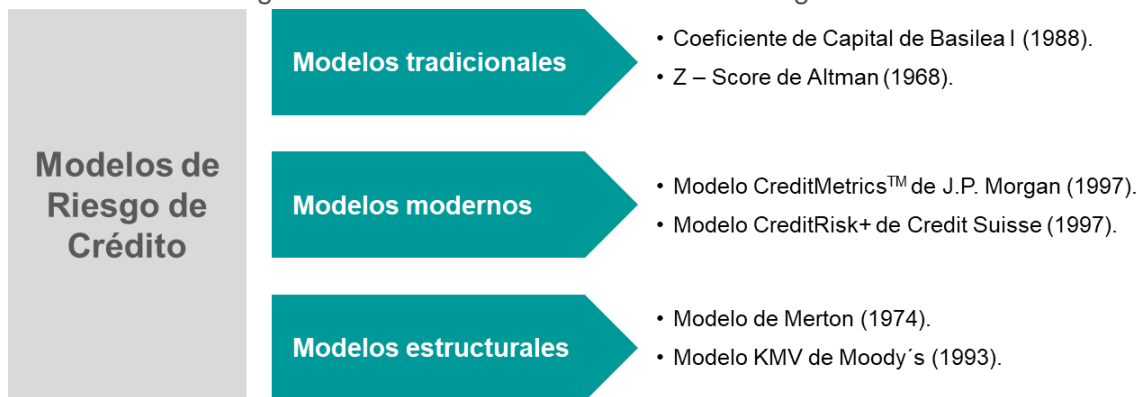 Modelos de
Riesgo de
Crédito
Modelos tradicionales
• Coeficiente de Capital de Basilea I (1988).
• Z – Score de Altman (1968).
Modelos modernos
• Modelo CreditMetrics™ de J.P. Morgan (1997).
• Modelo CreditRisk+ de Credit Suisse (1997).
Modelos estructurales
• Modelo de Merton (1974).
• Modelo KMV de Moody´s (1993).